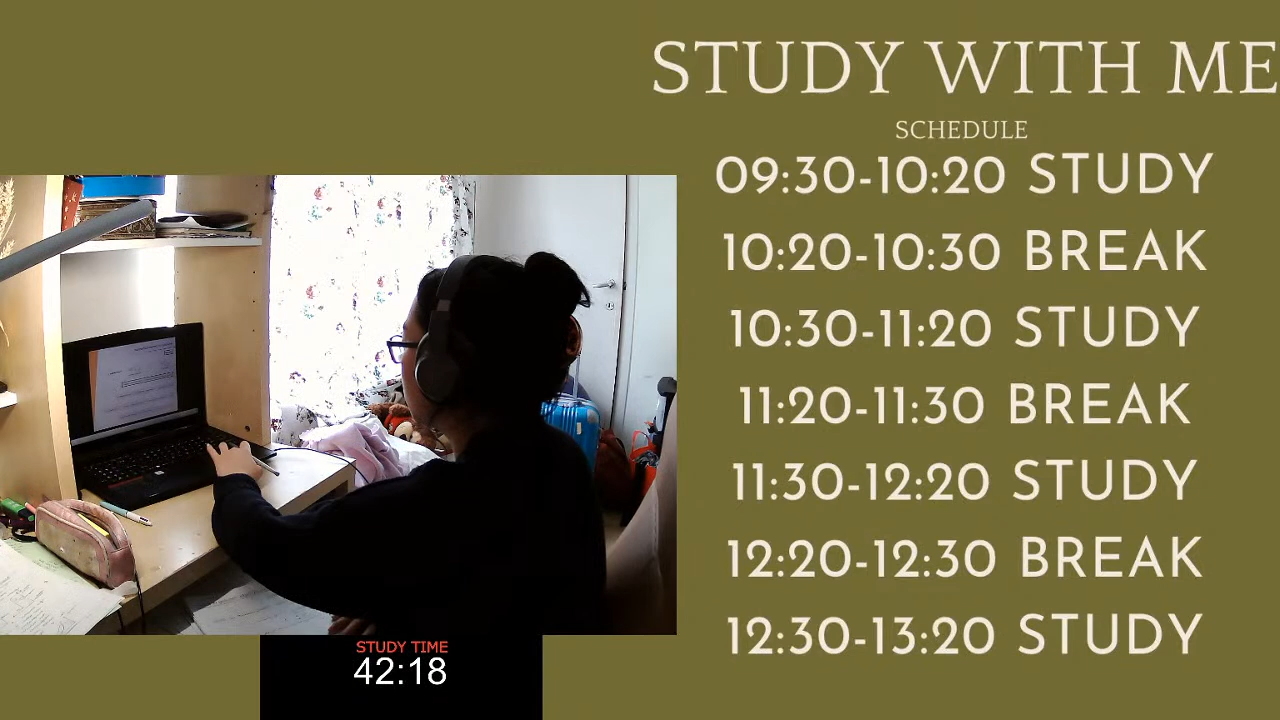 STUDY WITH ME
SCHEDULE
09:30-10:20 STUDY
10:20-10:30 BREAK
10:30-11:20 STUDY
11:20-11:30 BREAK
11:30-12:20 STUDY
12:20-12:30 BREAK
12:30-13:20 STUDY
STUDY TIME
42:18